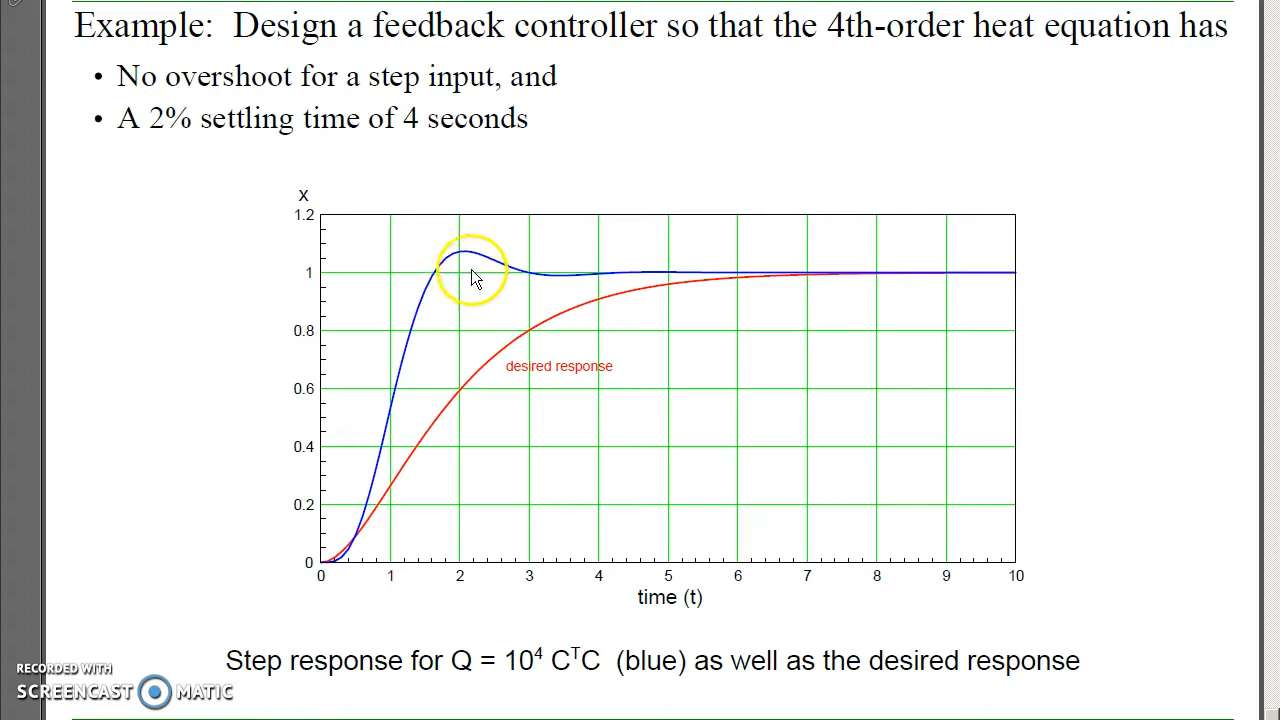 Example: Design a feedback controller so that the 4th-order heat equation has
• No overshoot for a step input, and
• A 2% settling time of 4 seconds
X
1.2
1
0.8
desired response
0.6
0.4
0.2
0
0 1 2 3 4 5 6 7 8 9 10
time (t)
Step response for Q = 10⁴ CᵀC (blue) as well as the desired response
RECORDED WITH
SCREENCAST MATIC